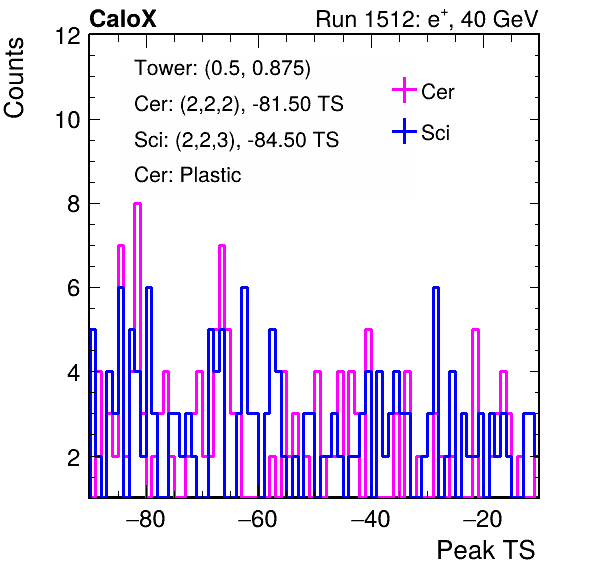 CaloX Run 1512: e⁺, 40 GeV
Counts
12
10
8
6
4
2
Tower: (0.5, 0.875)
Cer: (2,2,2), -81.50 TS
Sci: (2,2,3), -84.50 TS
Cer: Plastic
Cer
Sci
−80 −60 −40 −20
Peak TS